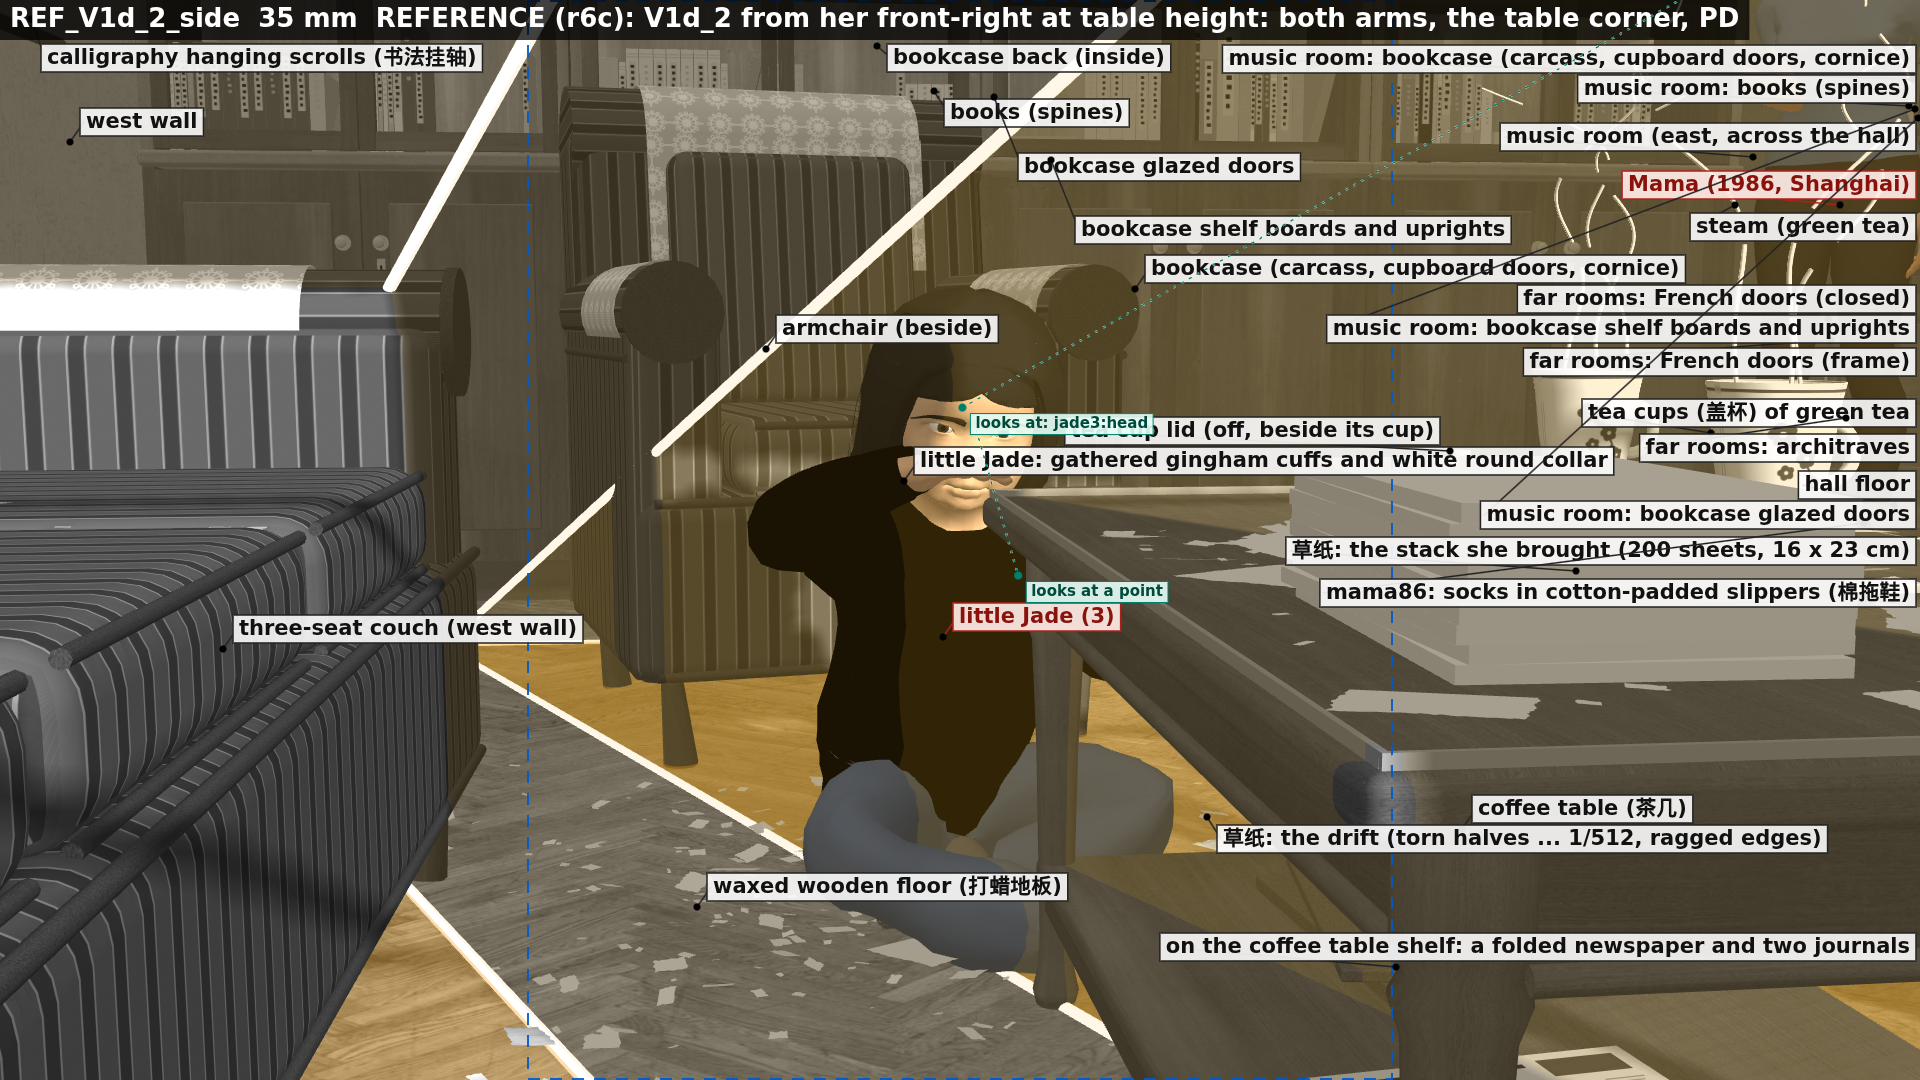 REF_V1d_2_side 35 mm REFERENCE (r6c): V1d_2 from her front-right at table height: both arms, the table corner, PD
calligraphy hanging scrolls (书法挂轴)
bookcase back (inside)
music room: bookcase (carcass, cupboard doors, cornice)
music room: books (spines)
books (spines)
west wall
music room (east, across the hall)
bookcase glazed doors
Mama (1986, Shanghai)
steam (green tea)
bookcase shelf boards and uprights
bookcase (carcass, cupboard doors, cornice)
far rooms: French doors (closed)
armchair (beside)
music room: bookcase shelf boards and uprights
far rooms: French doors (frame)
tea cups (盖杯) of green tea
looks at: jade3:head
tea cup lid (off, beside its cup)
far rooms: architraves
little Jade: gathered gingham cuffs and white round collar
hall floor
music room: bookcase glazed doors
草纸: the stack she brought (200 sheets, 16 x 23 cm)
looks at a point
mama86: socks in cotton-padded slippers (棉拖鞋)
little Jade (3)
three-seat couch (west wall)
coffee table (茶几)
草纸: the drift (torn halves ... 1/512, ragged edges)
waxed wooden floor (打蜡地板)
on the coffee table shelf: a folded newspaper and two journals